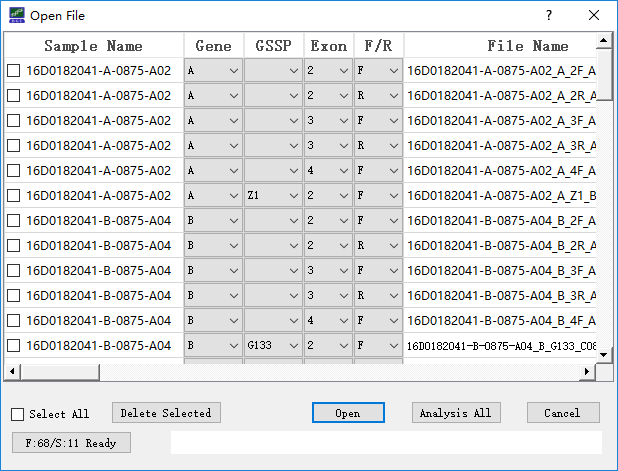 Open File
Sample Name Gene GSSP Exon F/R File Name
16D0182041-A-0875-A02 A 2 F 16D0182041-A-0875-A02_A_2F_A
16D0182041-A-0875-A02 A 2 R 16D0182041-A-0875-A02_A_2R_A
16D0182041-A-0875-A02 A 3 F 16D0182041-A-0875-A02_A_3F_A
16D0182041-A-0875-A02 A 3 R 16D0182041-A-0875-A02_A_3R_A
16D0182041-A-0875-A02 A 4 F 16D0182041-A-0875-A02_A_4F_A
16D0182041-A-0875-A02 A Z1 2 F 16D0182041-A-0875-A02_A_Z1_B
16D0182041-B-0875-A04 B 2 F 16D0182041-B-0875-A04_B_2F_A
16D0182041-B-0875-A04 B 2 R 16D0182041-B-0875-A04_B_2R_A
16D0182041-B-0875-A04 B 3 F 16D0182041-B-0875-A04_B_3F_A
16D0182041-B-0875-A04 B 3 R 16D0182041-B-0875-A04_B_3R_A
16D0182041-B-0875-A04 B 4 F 16D0182041-B-0875-A04_B_4F_A
16D0182041-B-0875-A04 B G133 2 F 16D0182041-B-0875-A04_B_G133_C08
Select All Delete Selected Open Analysis All Cancel
F:68/S:11 Ready